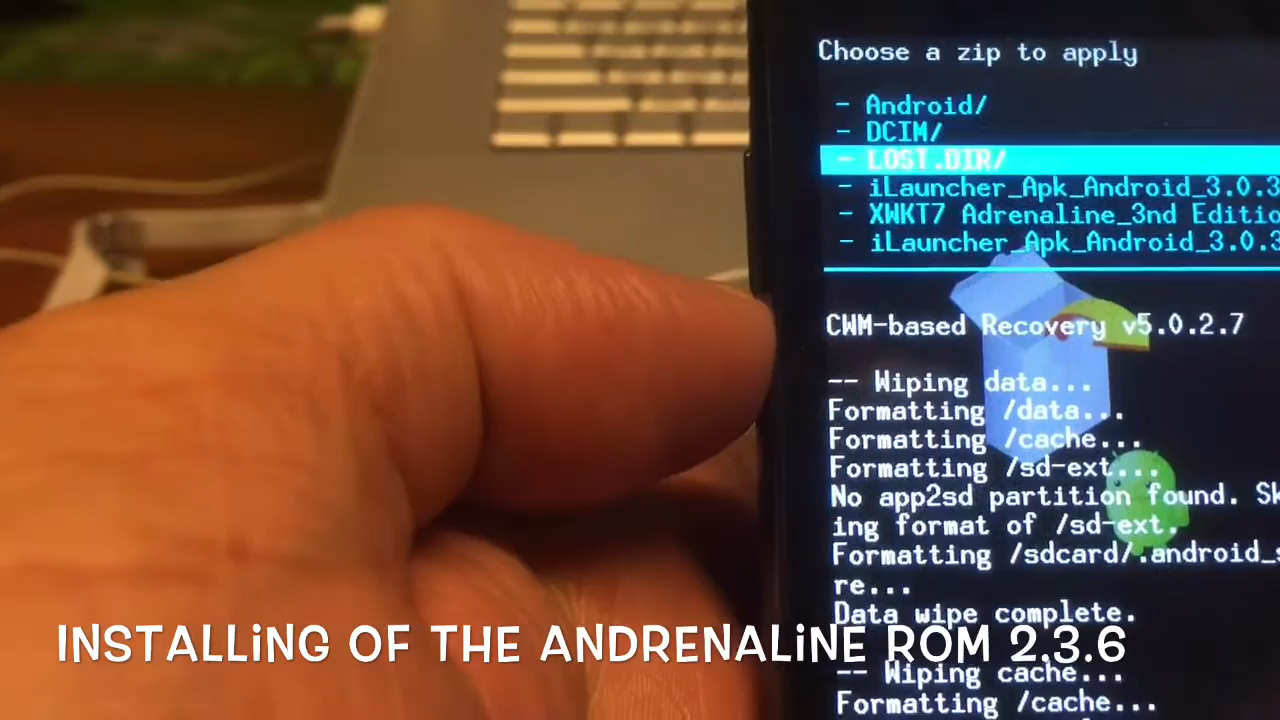 Choose a zip to apply
- Android/
- DCIM/
- LOST.DIR/
- iLauncher_Apk_Android_3.0.3
- XWKT7 Adrenaline_3nd Editio
- iLauncher_Apk_Android_3.0.3
CWM-based Recovery v5.0.2.7
-- Wiping data...
Formatting /data...
Formatting /cache...
Formatting /sd-ext...
No app2sd partition found. Sk
ing format of /sd-ext.
Formatting /sdcard/.android_s
re...
Data wipe complete.
INSTALLiNG OF THE ANDRENALiNE ROM 2.3.6
-- Wiping cache...
Formatting /cache...